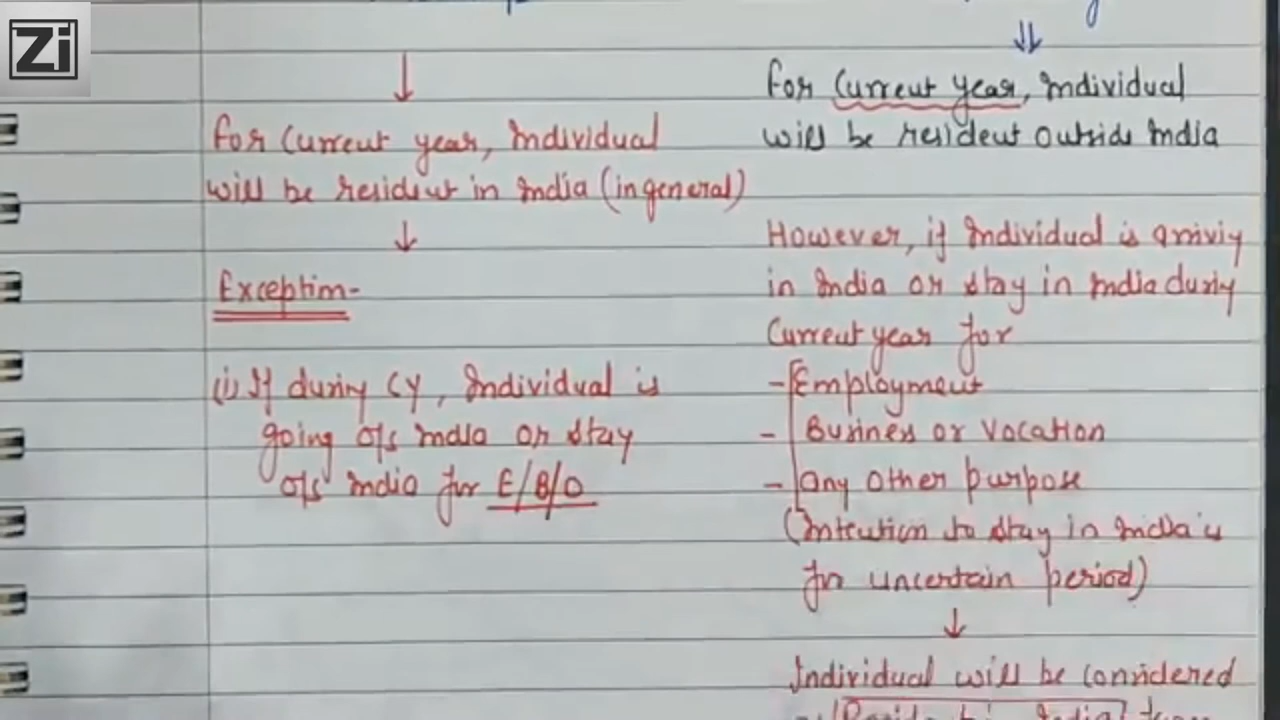 Zi
For Current year, Individual
will be resident in India (in general)
Exception-
(i) If during CY, Individual is
going o/s India or stay
o/s India for E/B/O
For Current year, Individual
will be resident outside India
However, if Individual is arriving
in India or stay in India during
Current year for
- Employment
- Business or Vocation
- Any other purpose
(Intention to stay in India is
for uncertain period)
Individual will be considered
Resident in India